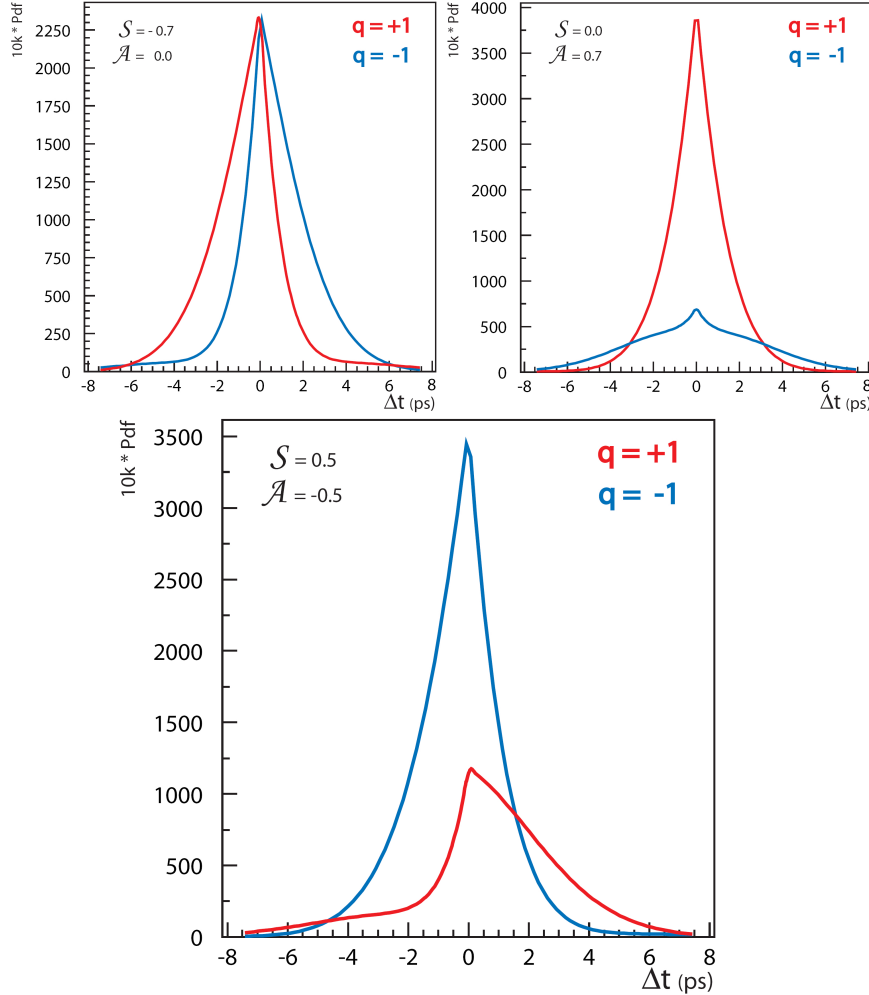 10k * Pdf
S = - 0.7
A = 0.0
q = +1
q = -1
2250
2000
1750
1500
1250
1000
750
500
250
0
-8 -6 -4 -2 0 2 4 6 8
Δt (ps)
10k * Pdf
S = 0.0
A = 0.7
q = +1
q = -1
4000
3500
3000
2500
2000
1500
1000
500
0
-8 -6 -4 -2 0 2 4 6 8
Δt (ps)
10k * Pdf
S = 0.5
A = -0.5
q = +1
q = -1
3500
3000
2500
2000
1500
1000
500
0
-8 -6 -4 -2 0 2 4 6 8
Δt (ps)